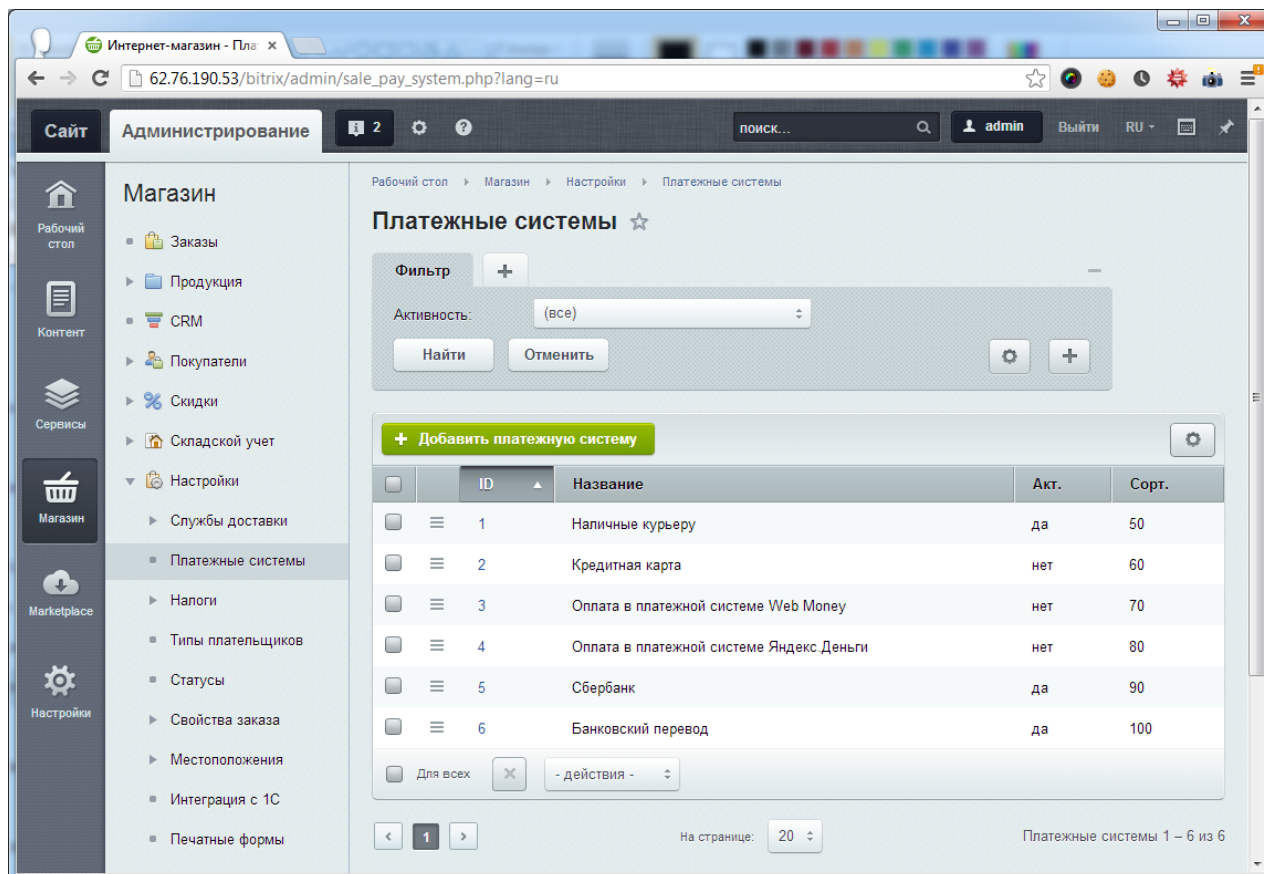 Интернет-магазин - Пла
62.76.190.53/bitrix/admin/sale_pay_system.php?lang=ru
Сайт
Администрирование
2
поиск...
admin
Выйти
RU
Рабочий стол
Контент
Сервисы
Магазин
Marketplace
Настройки
Магазин
Заказы
Продукция
CRM
Покупатели
Скидки
Складской учет
Настройки
Службы доставки
Платежные системы
Налоги
Типы плательщиков
Статусы
Свойства заказа
Местоположения
Интеграция с 1С
Печатные формы
Рабочий стол Магазин Настройки Платежные системы
Платежные системы
Фильтр
Активность: (все)
Найти Отменить
+ Добавить платежную систему
ID Название Акт. Сорт.
1 Наличные курьеру да 50
2 Кредитная карта нет 60
3 Оплата в платежной системе Web Money нет 70
4 Оплата в платежной системе Яндекс.Деньги нет 80
5 Сбербанк да 90
6 Банковский перевод да 100
Для всех - действия -
1 На странице: 20 Платежные системы 1 – 6 из 6